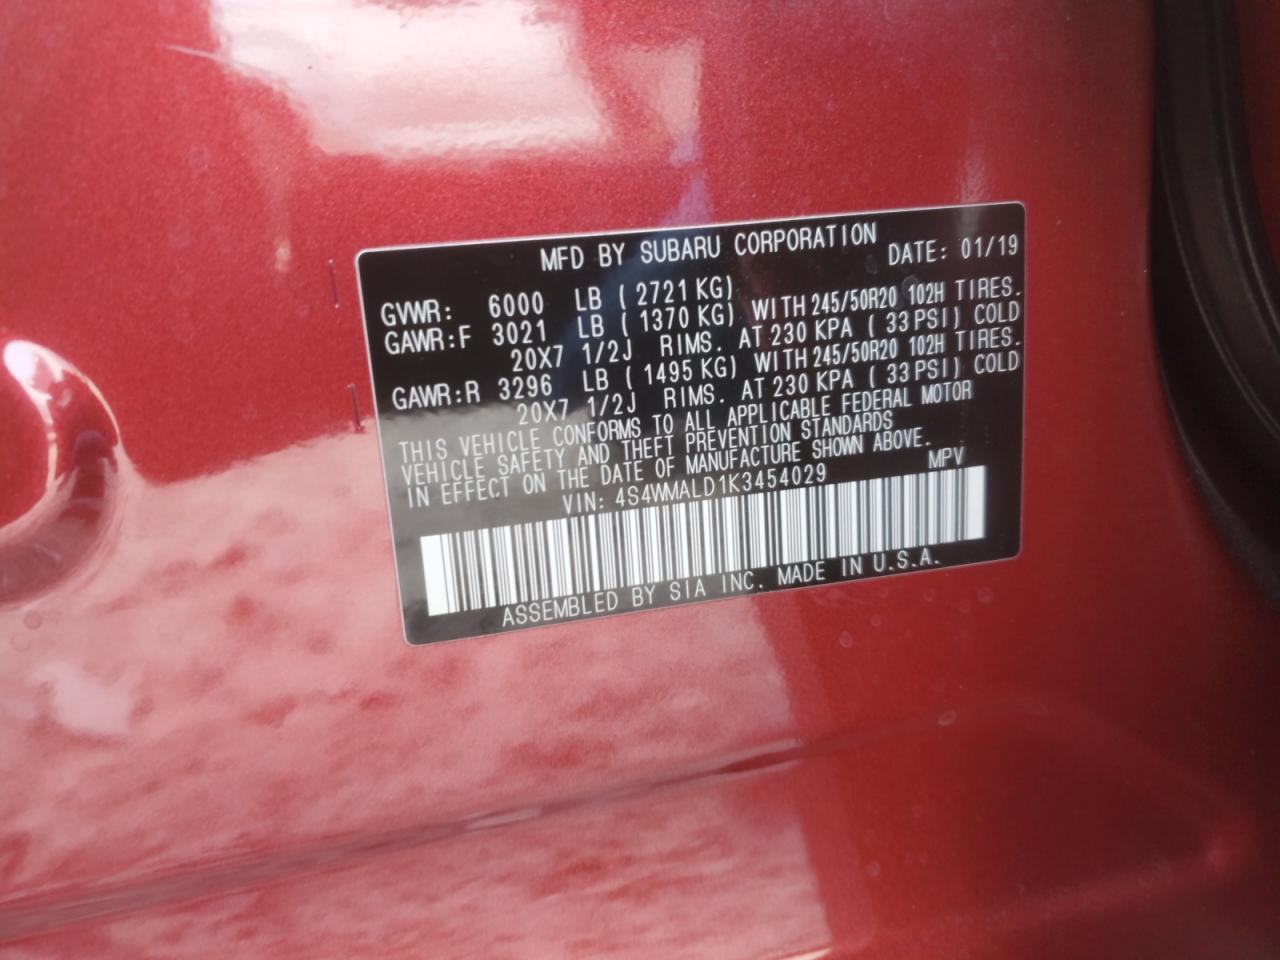 MFD BY SUBARU CORPORATION DATE: 01/19
GVWR: 6000 LB ( 2721 KG)
GAWR:F 3021 LB ( 1370 KG) WITH 245/50R20 102H TIRES.
20X7 1/2J RIMS. AT 230 KPA ( 33 PSI) COLD
GAWR:R 3296 LB ( 1495 KG) WITH 245/50R20 102H TIRES.
20X7 1/2J RIMS. AT 230 KPA ( 33 PSI) COLD
THIS VEHICLE CONFORMS TO ALL APPLICABLE FEDERAL MOTOR
VEHICLE SAFETY AND THEFT PREVENTION STANDARDS
IN EFFECT ON THE DATE OF MANUFACTURE SHOWN ABOVE.
VIN: 4S4WMALD1K3454029 MPV
ASSEMBLED BY SIA INC. MADE IN U.S.A.